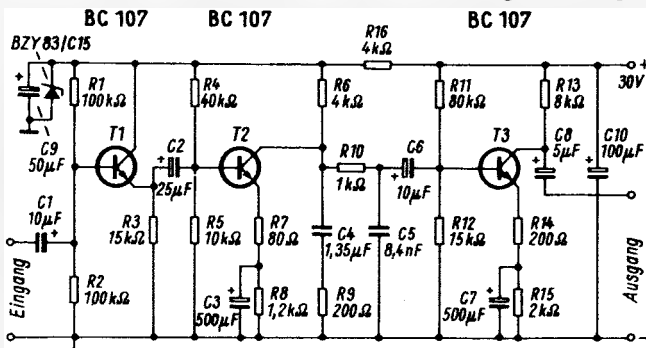 BC 107 BC 107 BC 107
BZY 83/C15
R16
4kΩ
+
30V
R1
100kΩ
R4
40kΩ
R6
4kΩ
R11
80kΩ
R13
8kΩ
C9
50µF
T1
C2
25µF
T2
R10
1kΩ
C6
10µF
T3
C8
5µF
C10
100µF
C1
10µF
R3
15kΩ
R5
10kΩ
R7
80Ω
C4
1,35µF
C5
8,4nF
R12
15kΩ
R14
200Ω
Eingang
R2
100kΩ
C3
500µF
R8
1,2kΩ
R9
200Ω
C7
500µF
R15
2kΩ
Ausgang